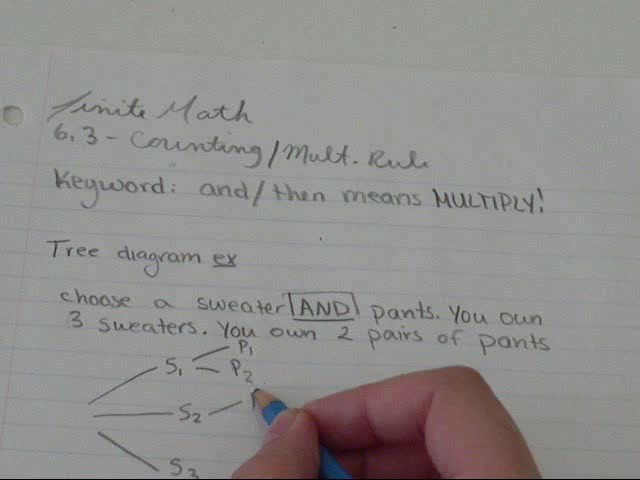 Finite Math
6.3 - Counting/Mult. Rule
Keyword: and/then means MULTIPLY!
Tree diagram ex
choose a sweater AND pants. You own
3 sweaters. You own 2 pairs of pants
P1
S1 P2
S2
S3